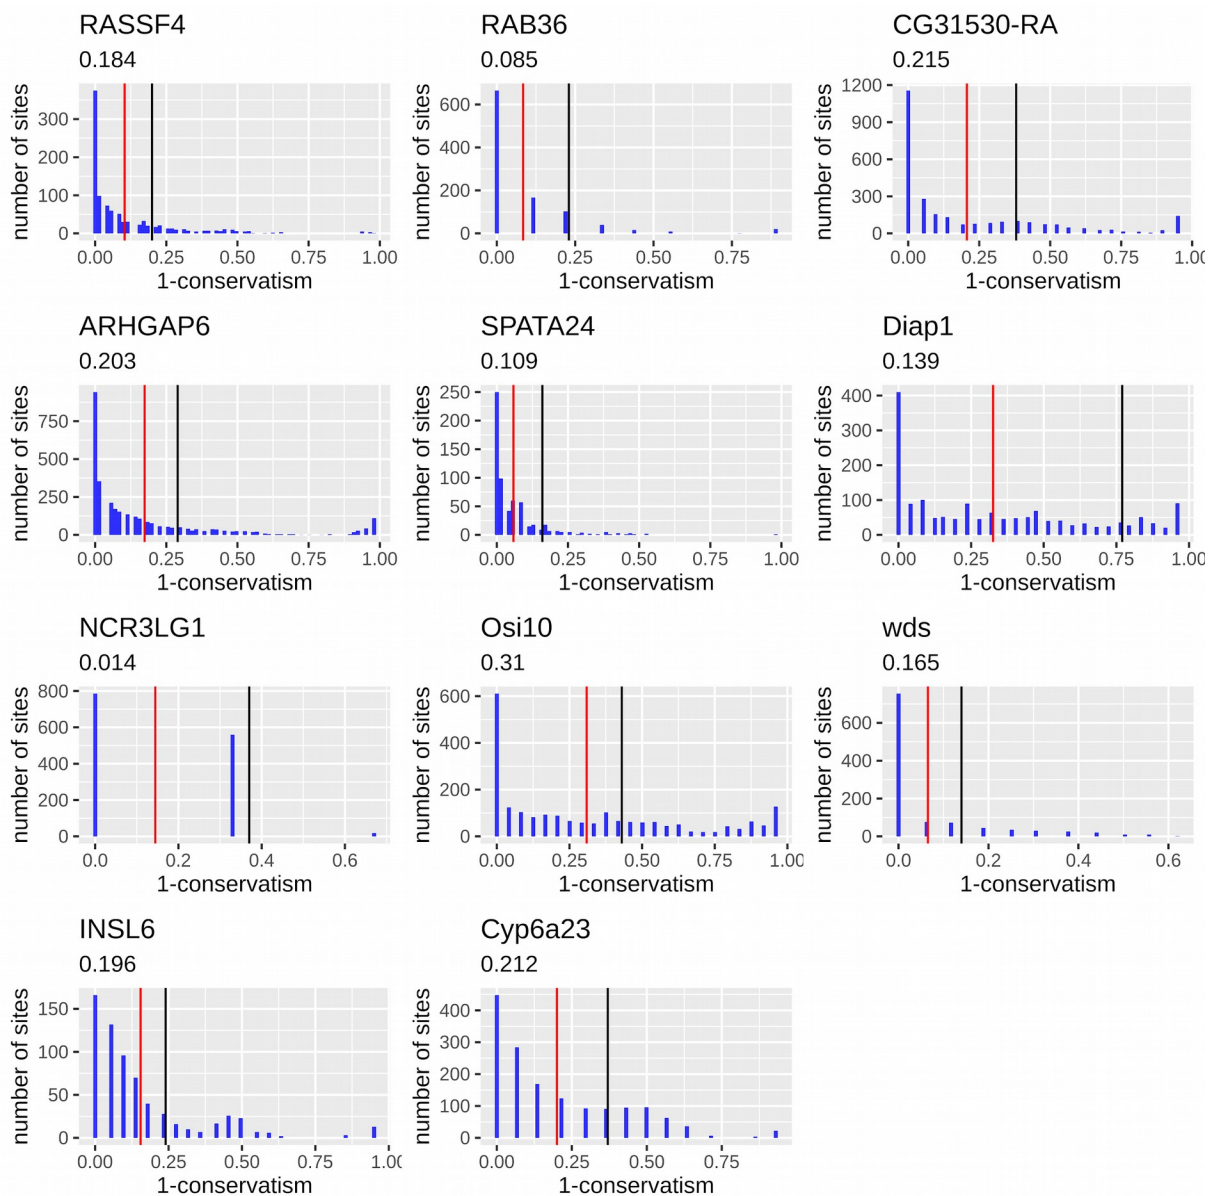 RASSF4
0.184
number of sites
300
200
100
0
0.00 0.25 0.50 0.75 1.00
1-conservatism
RAB36
0.085
number of sites
600
400
200
0
0.00 0.25 0.50 0.75
1-conservatism
CG31530-RA
0.215
number of sites
1200
900
600
300
0
0.00 0.25 0.50 0.75 1.00
1-conservatism
ARHGAP6
0.203
number of sites
750
500
250
0
0.00 0.25 0.50 0.75 1.00
1-conservatism
SPATA24
0.109
number of sites
250
200
150
100
50
0
0.00 0.25 0.50 0.75 1.00
1-conservatism
Diap1
0.139
number of sites
400
300
200
100
0
0.00 0.25 0.50 0.75 1.00
1-conservatism
NCR3LG1
0.014
number of sites
800
600
400
200
0
0.0 0.2 0.4 0.6
1-conservatism
Osi10
0.31
number of sites
600
400
200
0
0.00 0.25 0.50 0.75 1.00
1-conservatism
wds
0.165
number of sites
600
400
200
0
0.0 0.2 0.4 0.6
1-conservatism
INSL6
0.196
number of sites
150
100
50
0
0.00 0.25 0.50 0.75 1.00
1-conservatism
Cyp6a23
0.212
number of sites
400
300
200
100
0
0.00 0.25 0.50 0.75
1-conservatism